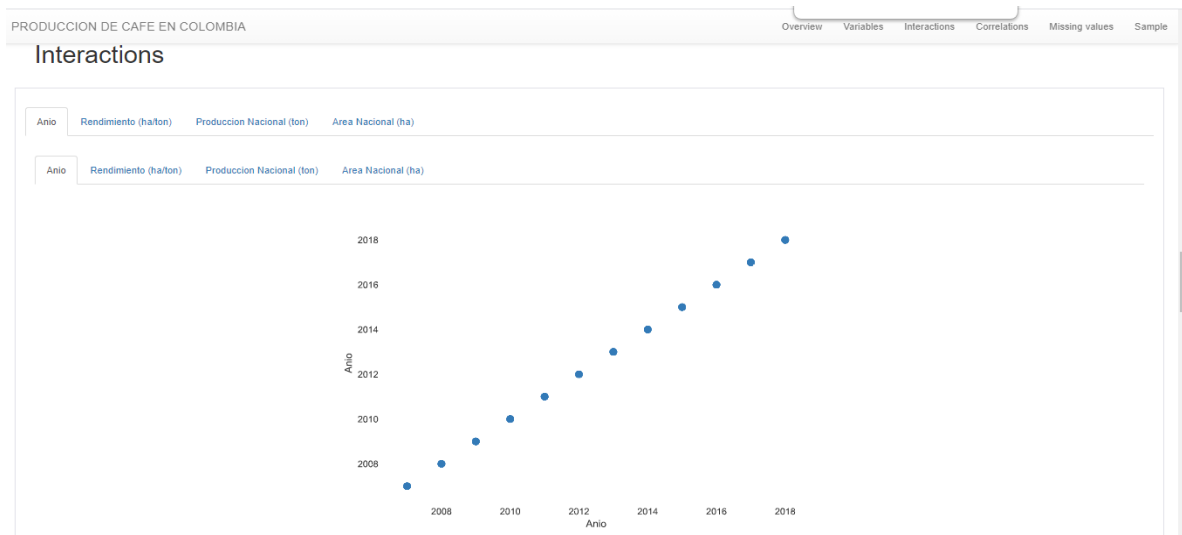 PRODUCCION DE CAFE EN COLOMBIA Overview Variables Interactions Correlations Missing values Sample
Interactions
Anio Rendimiento (ha/ton) Produccion Nacional (ton) Area Nacional (ha)
Anio Rendimiento (ha/ton) Produccion Nacional (ton) Area Nacional (ha)
2018
2016
2014
Anio
2012
2010
2008
2008 2010 2012 2014 2016 2018
Anio